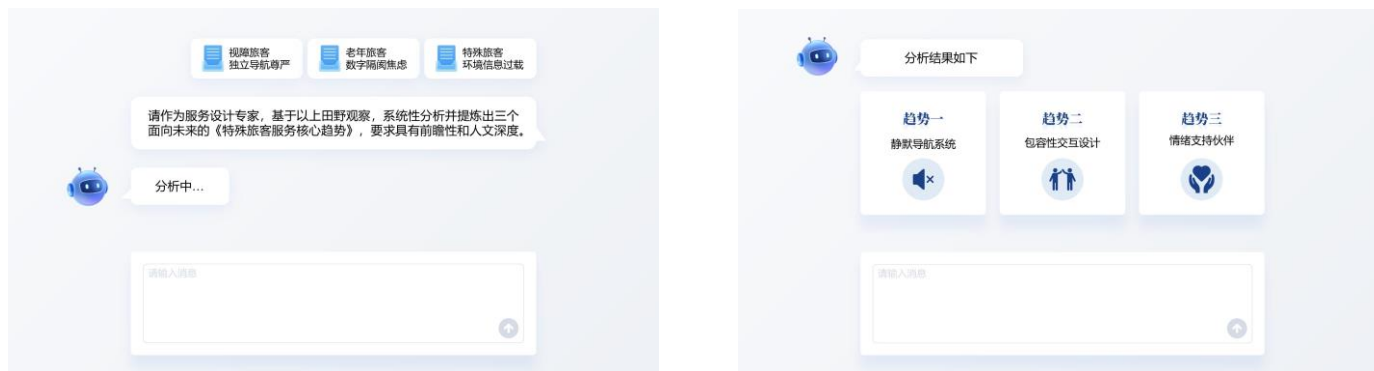 视障旅客
独立导航尊严
老年旅客
数字隔阂焦虑
特殊旅客
环境信息过载
请作为服务设计专家，基于以上田野观察，系统性分析并提炼出三个
面向未来的《特殊旅客服务核心趋势》，要求具有前瞻性和人文深度。
分析中...
请输入消息
分析结果如下
趋势一
静默导航系统
趋势二
包容性交互设计
趋势三
情绪支持伙伴
请输入消息